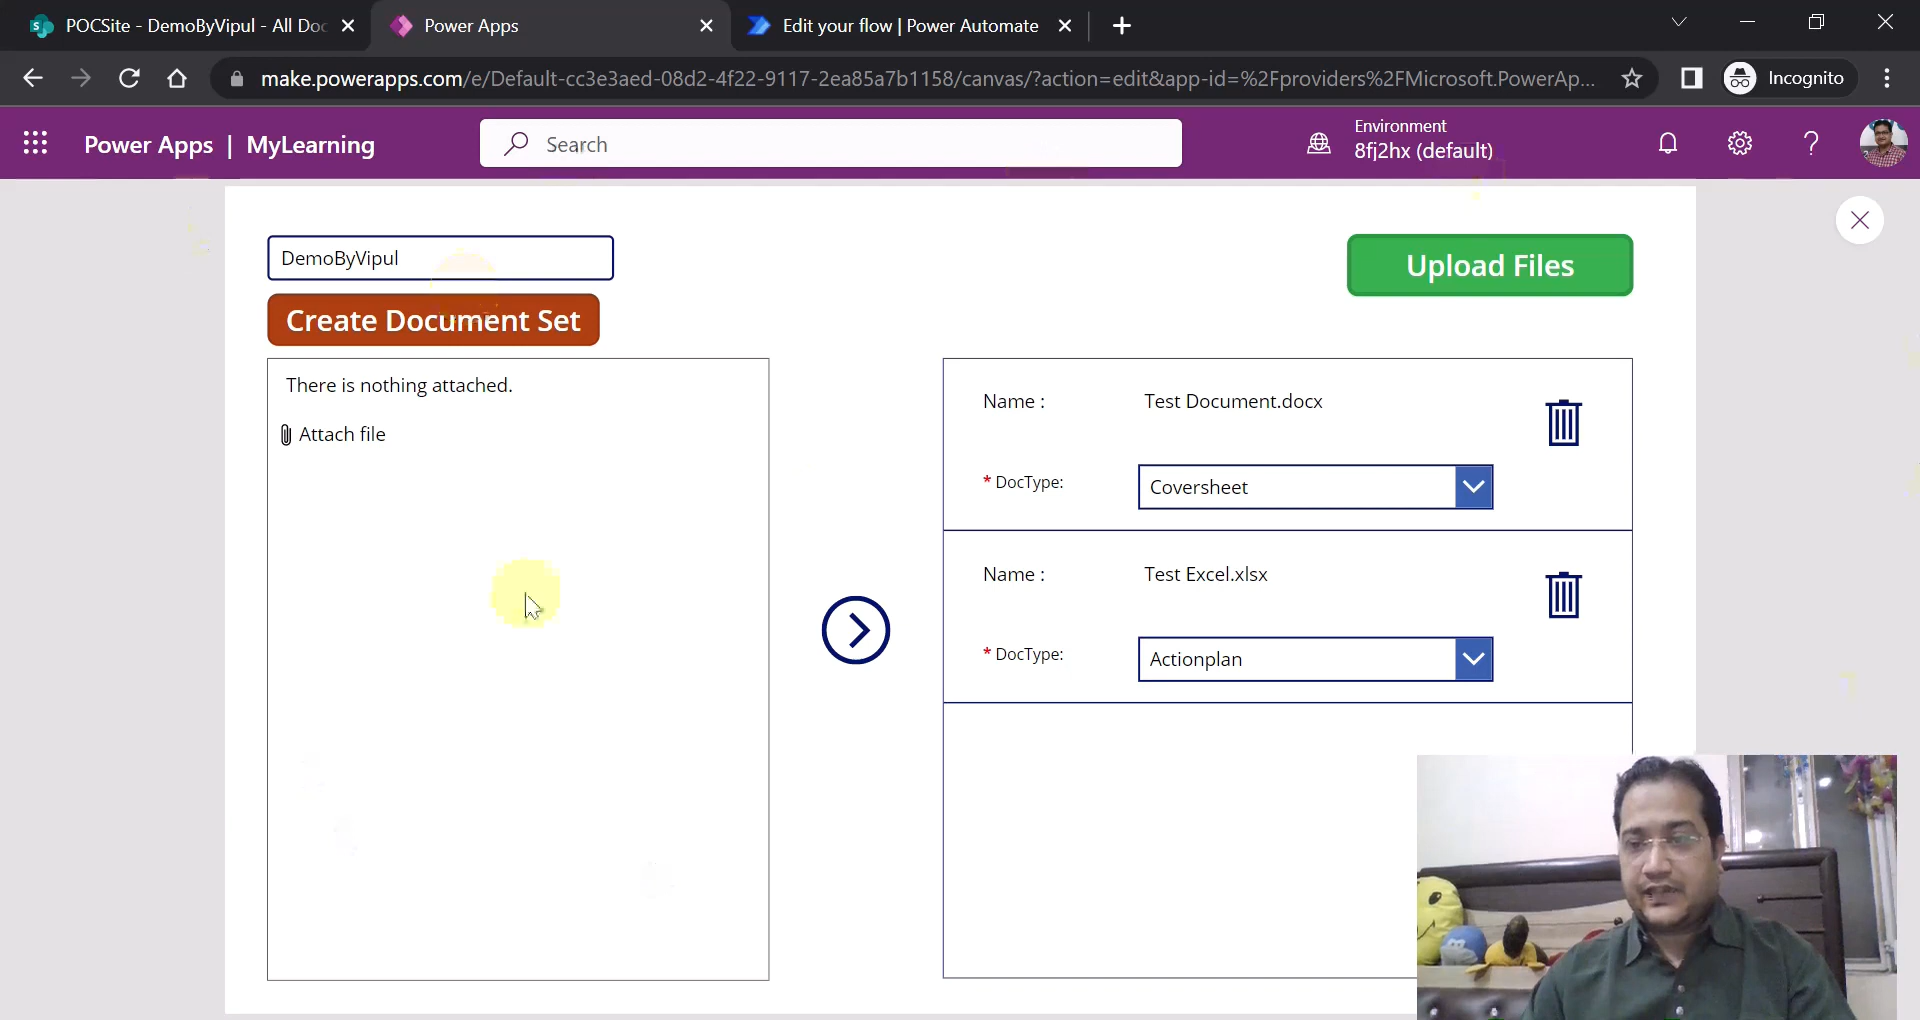 POCSite - DemoByVipul - All Doc
Power Apps
Edit your flow | Power Automate
make.powerapps.com/e/Default-cc3e3aed-08d2-4f22-9117-2ea85a7b1158/canvas/?action=edit&app-id=%2Fproviders%2FMicrosoft.PowerAp...
Incognito
Power Apps | MyLearning
Search
Environment
8fj2hx (default)
DemoByVipul
Upload Files
Create Document Set
There is nothing attached.
Attach file
Name : Test Document.docx
* DocType: Coversheet
Name : Test Excel.xlsx
* DocType: Actionplan